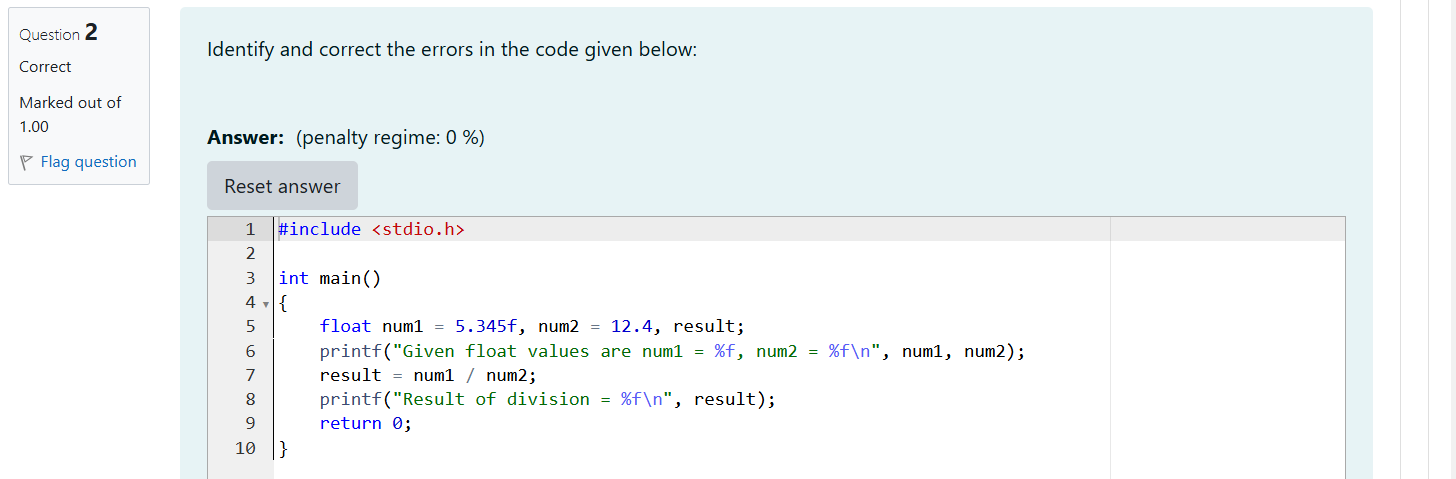 Question 2
Correct
Marked out of
1.00
Flag question
Identify and correct the errors in the code given below:
Answer: (penalty regime: 0 %)
Reset answer
1 #include <stdio.h>
2
3 int main()
4 {
5 float num1 = 5.345f, num2 = 12.4, result;
6 printf("Given float values are num1 = %f, num2 = %f\n", num1, num2);
7 result = num1 / num2;
8 printf("Result of division = %f\n", result);
9 return 0;
10 }